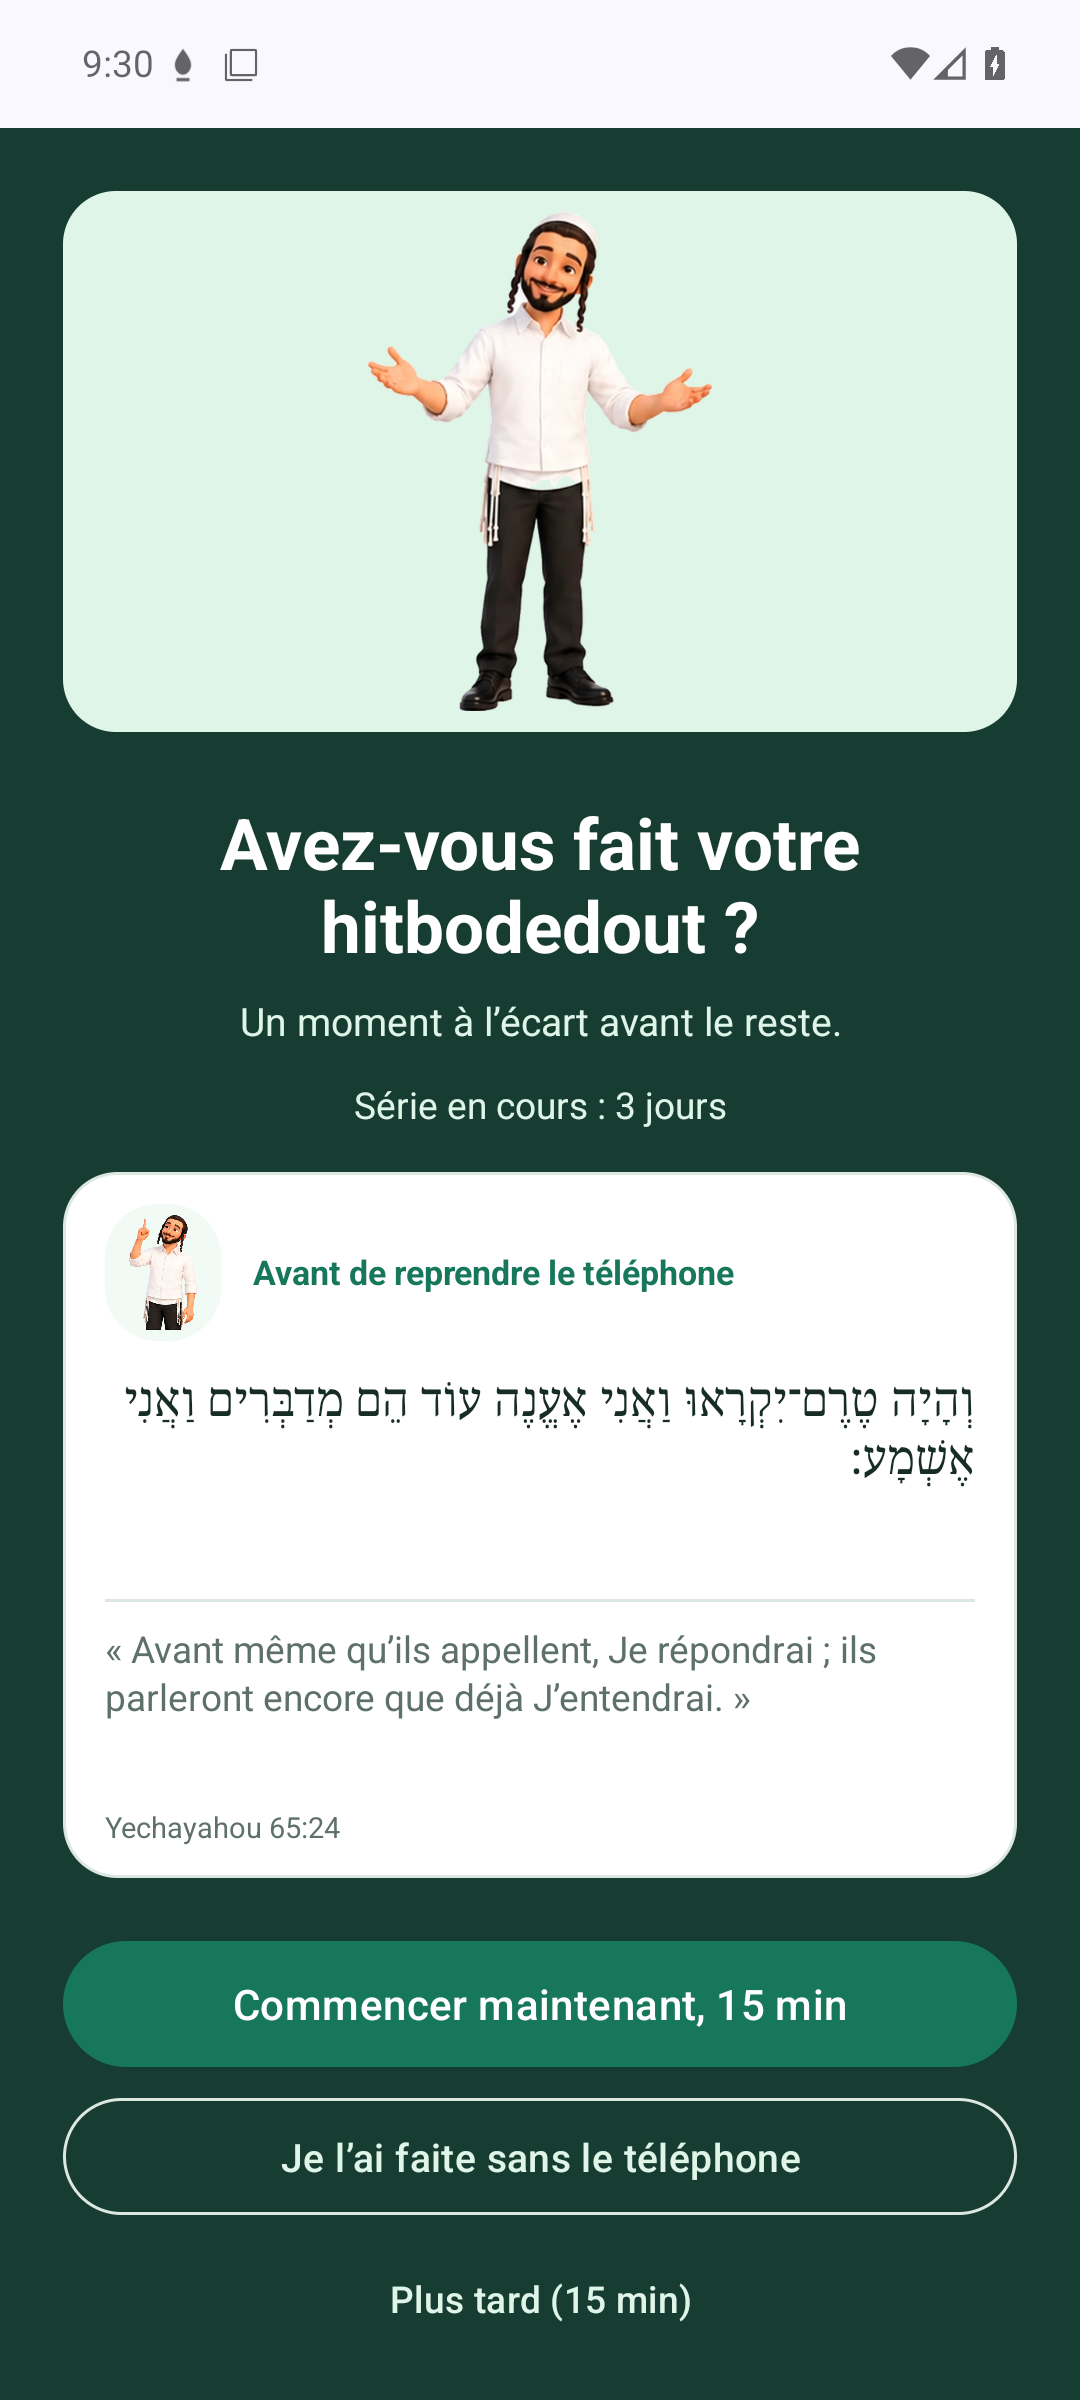 9:30
Avez-vous fait votre
hitbodedout ?
Un moment à l’écart avant le reste.
Série en cours : 3 jours
Avant de reprendre le téléphone
וְהָיָה טֶרֶם־יִקְרָאוּ וַאֲנִי אֶעֱנֶה עוֹד הֵם מְדַבְּרִים וַאֲנִי
אֶשְׁמָע:
« Avant même qu’ils appellent, Je répondrai ; ils
parleront encore que déjà J’entendrai. »
Yechayahou 65:24
Commencer maintenant, 15 min
Je l’ai faite sans le téléphone
Plus tard (15 min)